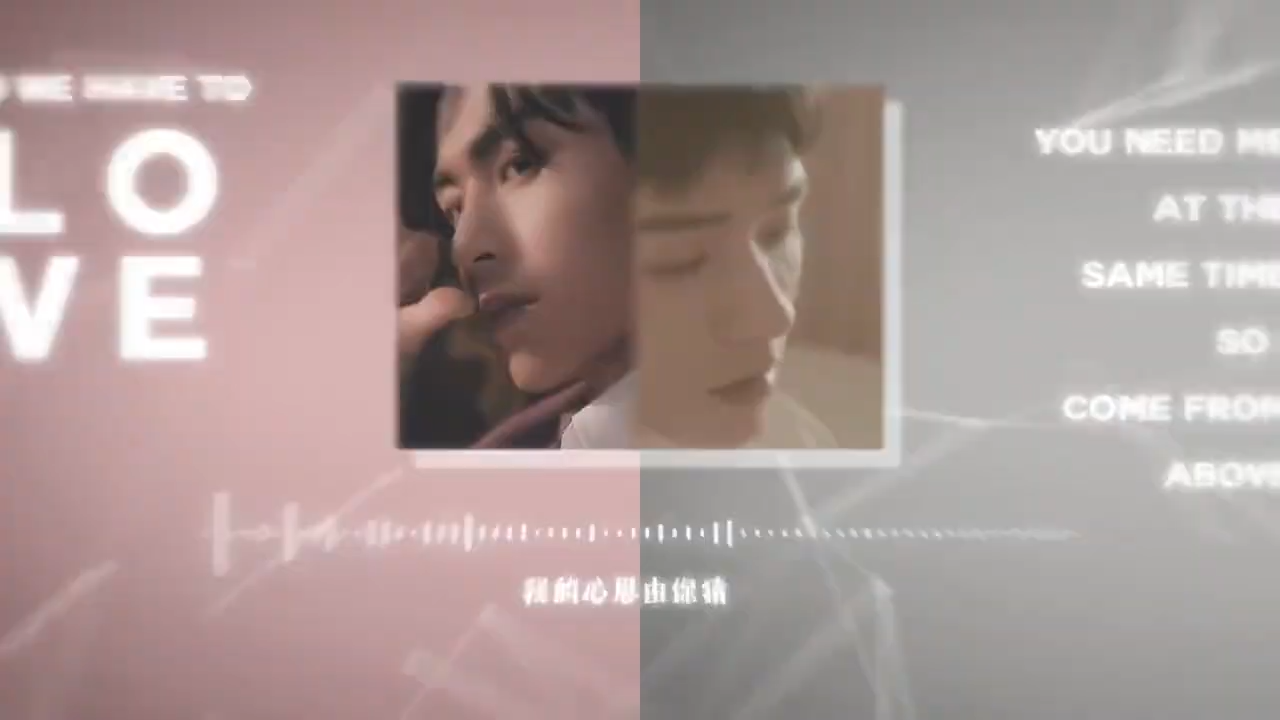 WE HAVE TO
LO
VE
YOU NEED ME
AT THE
SAME TIME
SO
COME FROM
ABOVE
我的心思由你猜